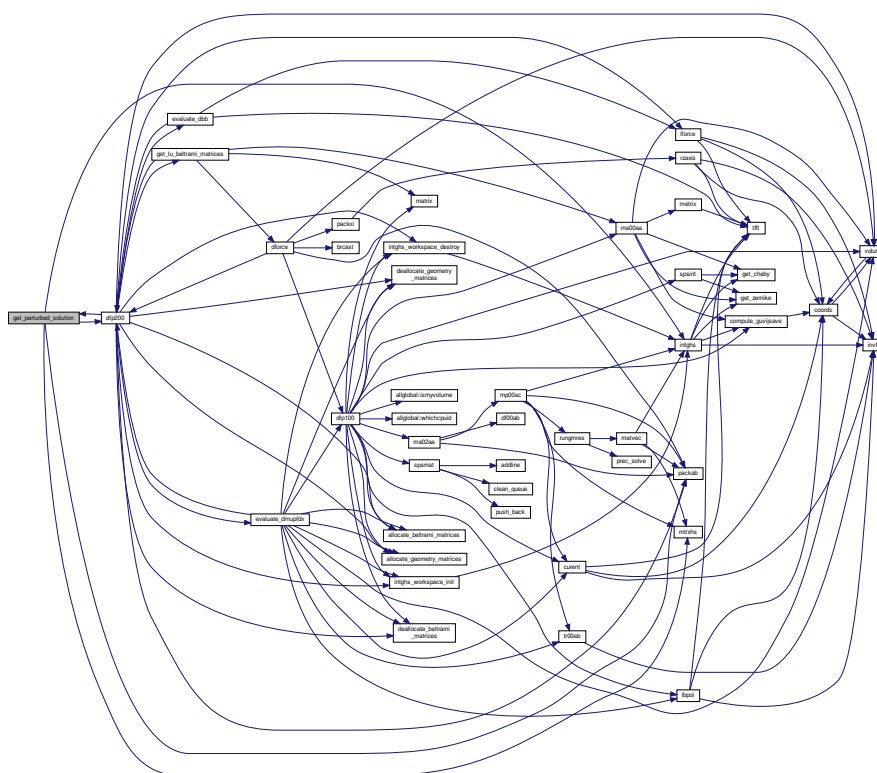 evaluate_dbb
lforce
get_lu_beltrami_matrices
rzaxis
matrix
matrix
packxi
ma00aa
tfft
dforce
brcast
intghs_workspace_destroy
deallocate_geometry
_matrices
spsint
get_cheby
get_zernike
coords
get_perturbed_solution
dfp200
compute_guvijsave
intghs
allglobal::ismyvolume
mp00ac
dfp100
allglobal::whichcpuid
df00ab
ma02aa
rungmres
matvec
prec_solve
spsmat
addline
packab
clean_queue
push_back
evaluate_dmupfdx
allocate_beltrami_matrices
mtrxhs
allocate_geometry_matrices
curent
intghs_workspace_init
deallocate_beltrami
_matrices
tr00ab
lbpol